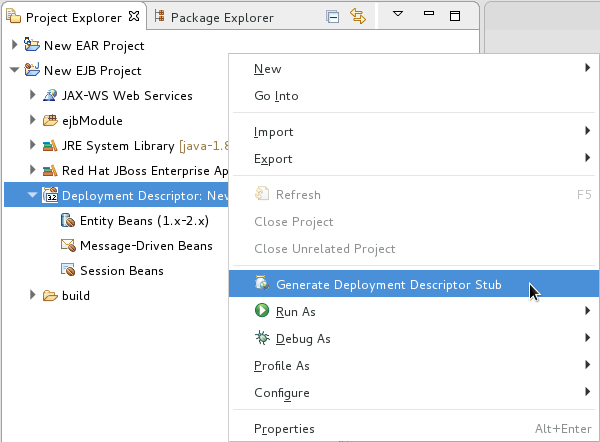 Project Explorer
Package Explorer
New EAR Project
New EJB Project
JAX-WS Web Services
ejbModule
JRE System Library [java-1.8
Red Hat JBoss Enterprise Ap
Deployment Descriptor: New
32
Entity Beans (1.x-2.x)
Message-Driven Beans
Session Beans
build
New
Go Into
Import
Export
Refresh F5
Close Project
Close Unrelated Project
Generate Deployment Descriptor Stub
Run As
Debug As
Profile As
Configure
Properties Alt+Enter